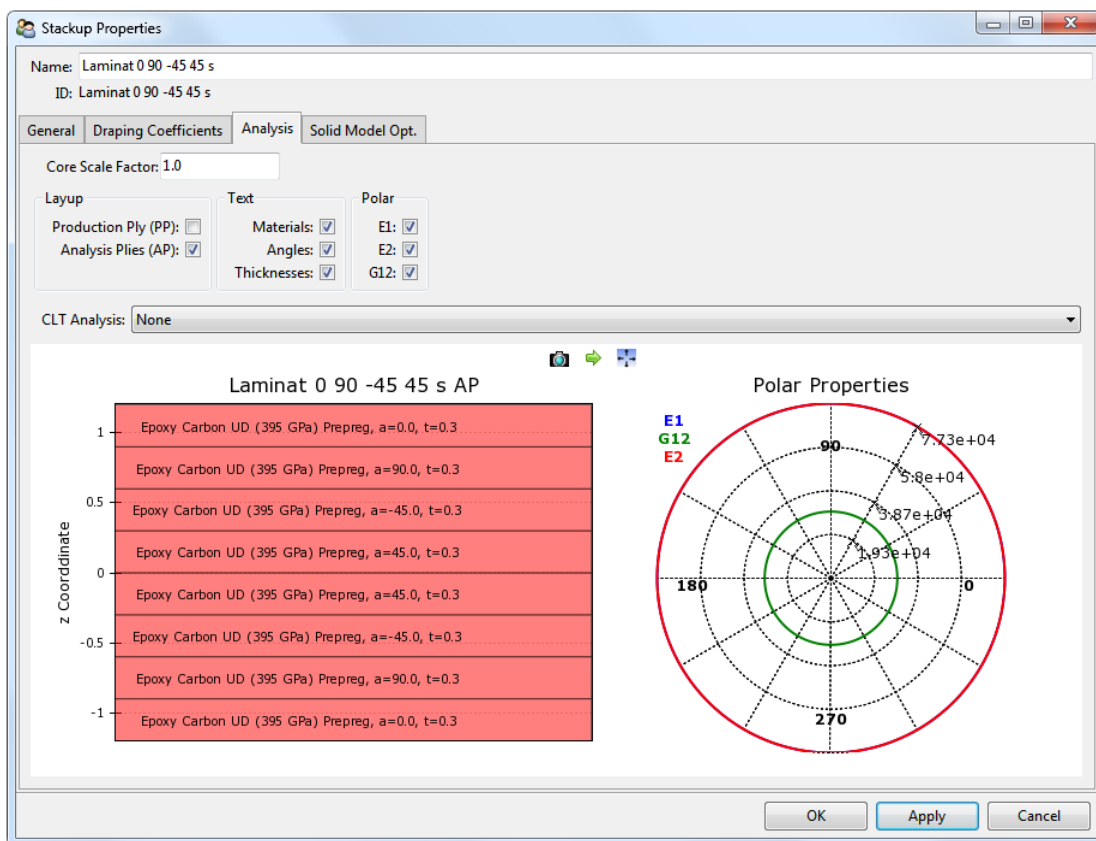 Stackup Properties
Name: Laminat 0 90 -45 45 s
ID: Laminat 0 90 -45 45 s
General Draping Coefficients Analysis Solid Model Opt.
Core Scale Factor: 1.0
Layup Text Polar
Production Ply (PP): Materials: E1:
Analysis Plies (AP): Angles: E2:
Thicknesses: G12:
CLT Analysis: None
Laminat 0 90 -45 45 s AP
z Coorddinate
1
0.5
0
-0.5
-1
Epoxy Carbon UD (395 GPa) Prepreg, a=0.0, t=0.3
Epoxy Carbon UD (395 GPa) Prepreg, a=90.0, t=0.3
Epoxy Carbon UD (395 GPa) Prepreg, a=-45.0, t=0.3
Epoxy Carbon UD (395 GPa) Prepreg, a=45.0, t=0.3
Epoxy Carbon UD (395 GPa) Prepreg, a=45.0, t=0.3
Epoxy Carbon UD (395 GPa) Prepreg, a=-45.0, t=0.3
Epoxy Carbon UD (395 GPa) Prepreg, a=90.0, t=0.3
Epoxy Carbon UD (395 GPa) Prepreg, a=0.0, t=0.3
Polar Properties
E1
G12
E2
90
7.73e+04
5.8e+04
3.87e+04
1.93e+04
180
0
270
OK Apply Cancel